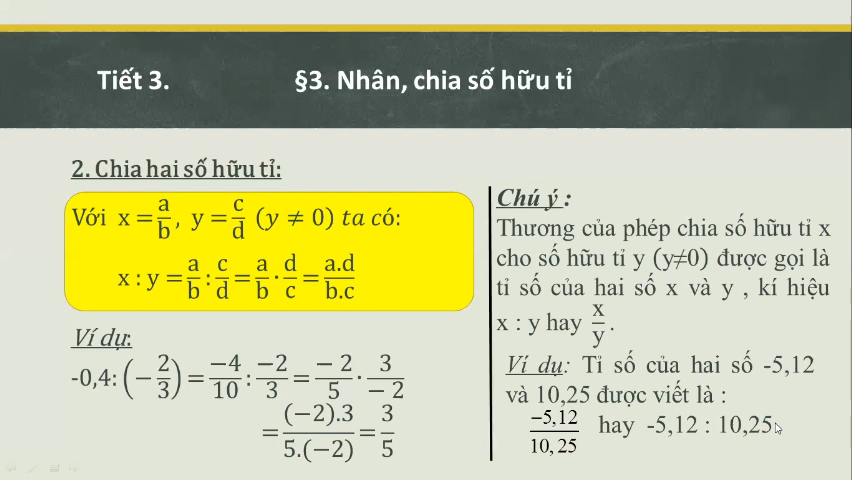 Tiết 3. §3. Nhân, chia số hữu tỉ
2. Chia hai số hữu tỉ:
Với x = a/b, y = c/d (y ≠ 0) ta có:
x : y = a/b : c/d = a/b · d/c = a.d/b.c
Ví dụ:
-0,4: (−2/3) = −4/10 : −2/3 = −2/5 · 3/−2
= (−2).3/5.(−2) = 3/5
Chú ý :
Thương của phép chia số hữu tỉ x
cho số hữu tỉ y (y≠0) được gọi là
tỉ số của hai số x và y , kí hiệu
x : y hay x/y .
Ví dụ: Tỉ số của hai số -5,12
và 10,25 được viết là :
−5,12/10,25 hay -5,12 : 10,25